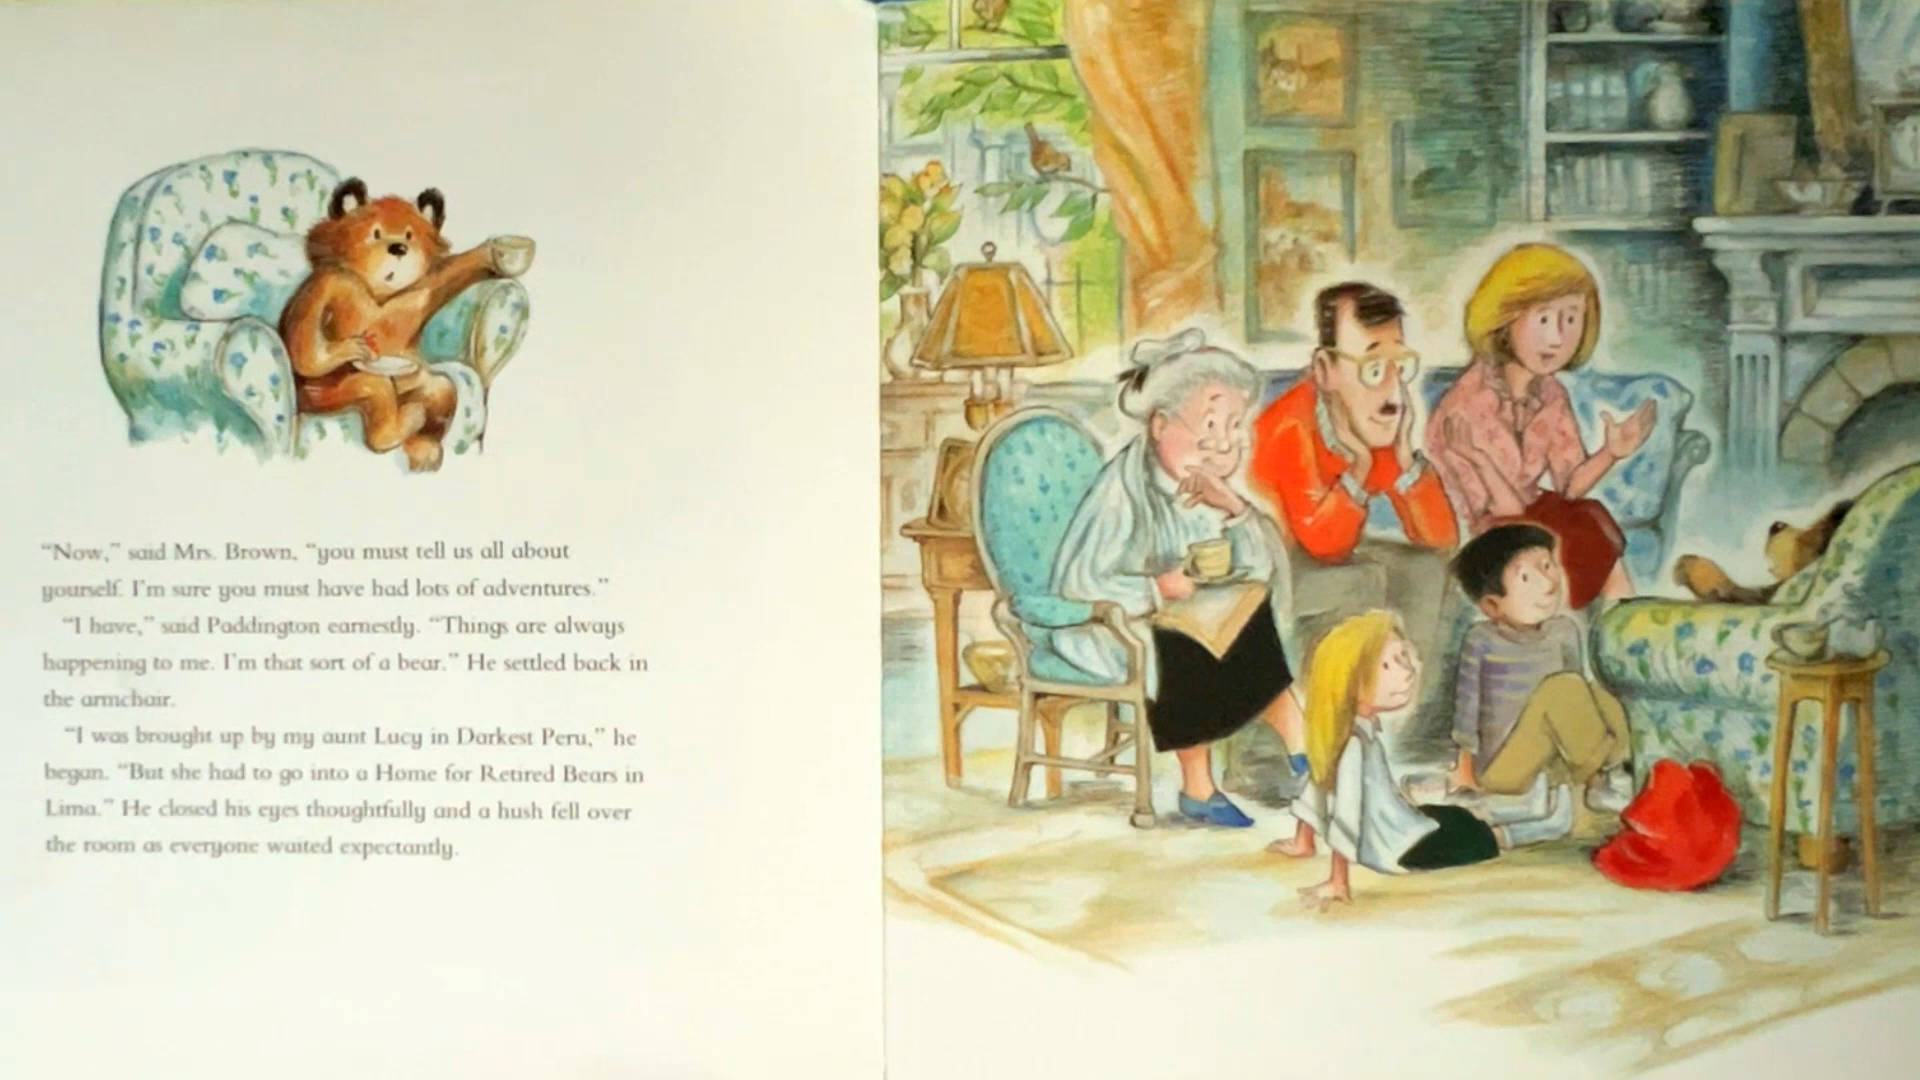 “Now,” said Mrs. Brown, “you must tell us all about
yourself. I’m sure you must have had lots of adventures.”
“I have,” said Paddington earnestly. “Things are always
happening to me. I’m that sort of a bear.” He settled back in
the armchair.
“I was brought up by my aunt Lucy in Darkest Peru,” he
began. “But she had to go into a Home for Retired Bears in
Lima.” He closed his eyes thoughtfully and a hush fell over
the room as everyone waited expectantly.